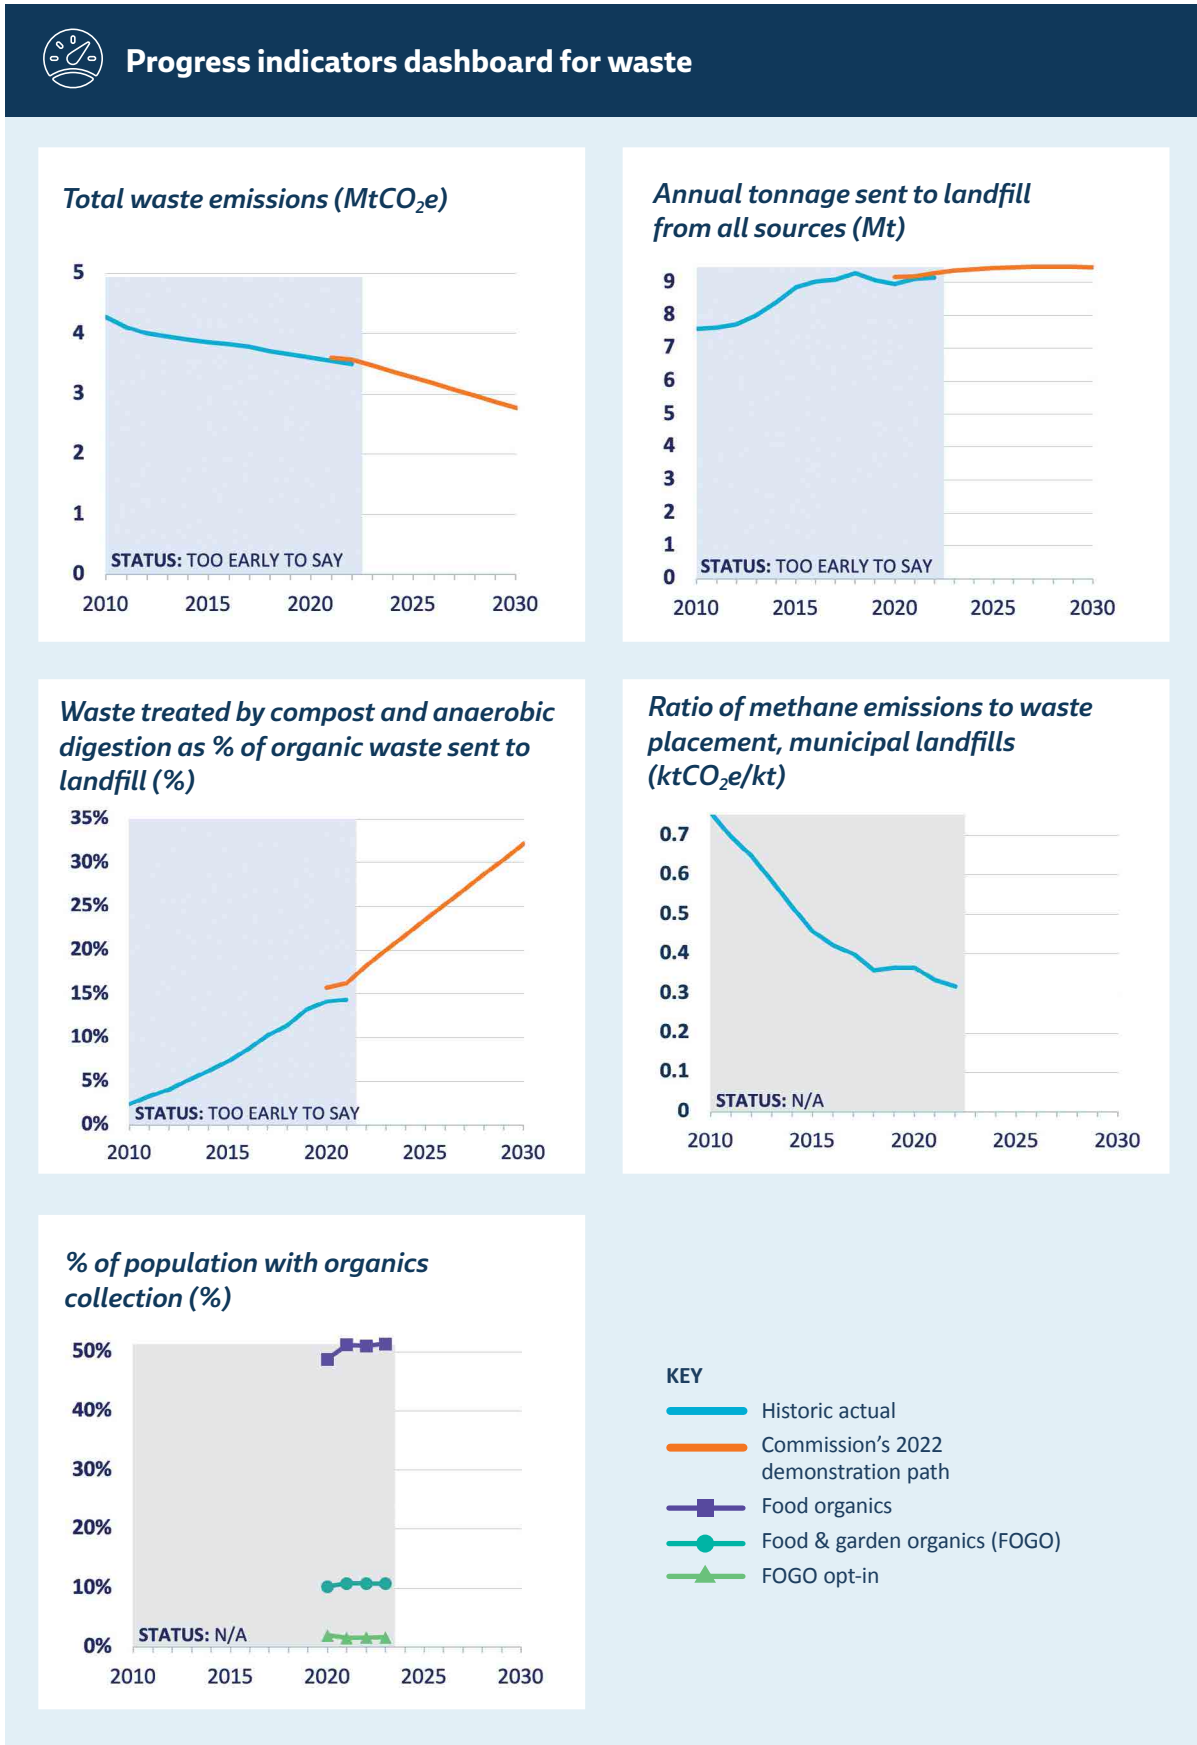 Progress indicators dashboard for waste
Total waste emissions (MtCO₂e)
5
4
3
2
1
0
STATUS: TOO EARLY TO SAY
2010 2015 2020 2025 2030
Annual tonnage sent to landfill
from all sources (Mt)
9
8
7
6
5
4
3
2
1
0
STATUS: TOO EARLY TO SAY
2010 2015 2020 2025 2030
Waste treated by compost and anaerobic
digestion as % of organic waste sent to
landfill (%)
35%
30%
25%
20%
15%
10%
5%
0%
STATUS: TOO EARLY TO SAY
2010 2015 2020 2025 2030
Ratio of methane emissions to waste
placement, municipal landfills
(ktCO₂e/kt)
0.7
0.6
0.5
0.4
0.3
0.2
0.1
0
STATUS: N/A
2010 2015 2020 2025 2030
% of population with organics
collection (%)
50%
40%
30%
20%
10%
0%
STATUS: N/A
2010 2015 2020 2025 2030
KEY
Historic actual
Commission’s 2022
demonstration path
Food organics
Food & garden organics (FOGO)
FOGO opt-in